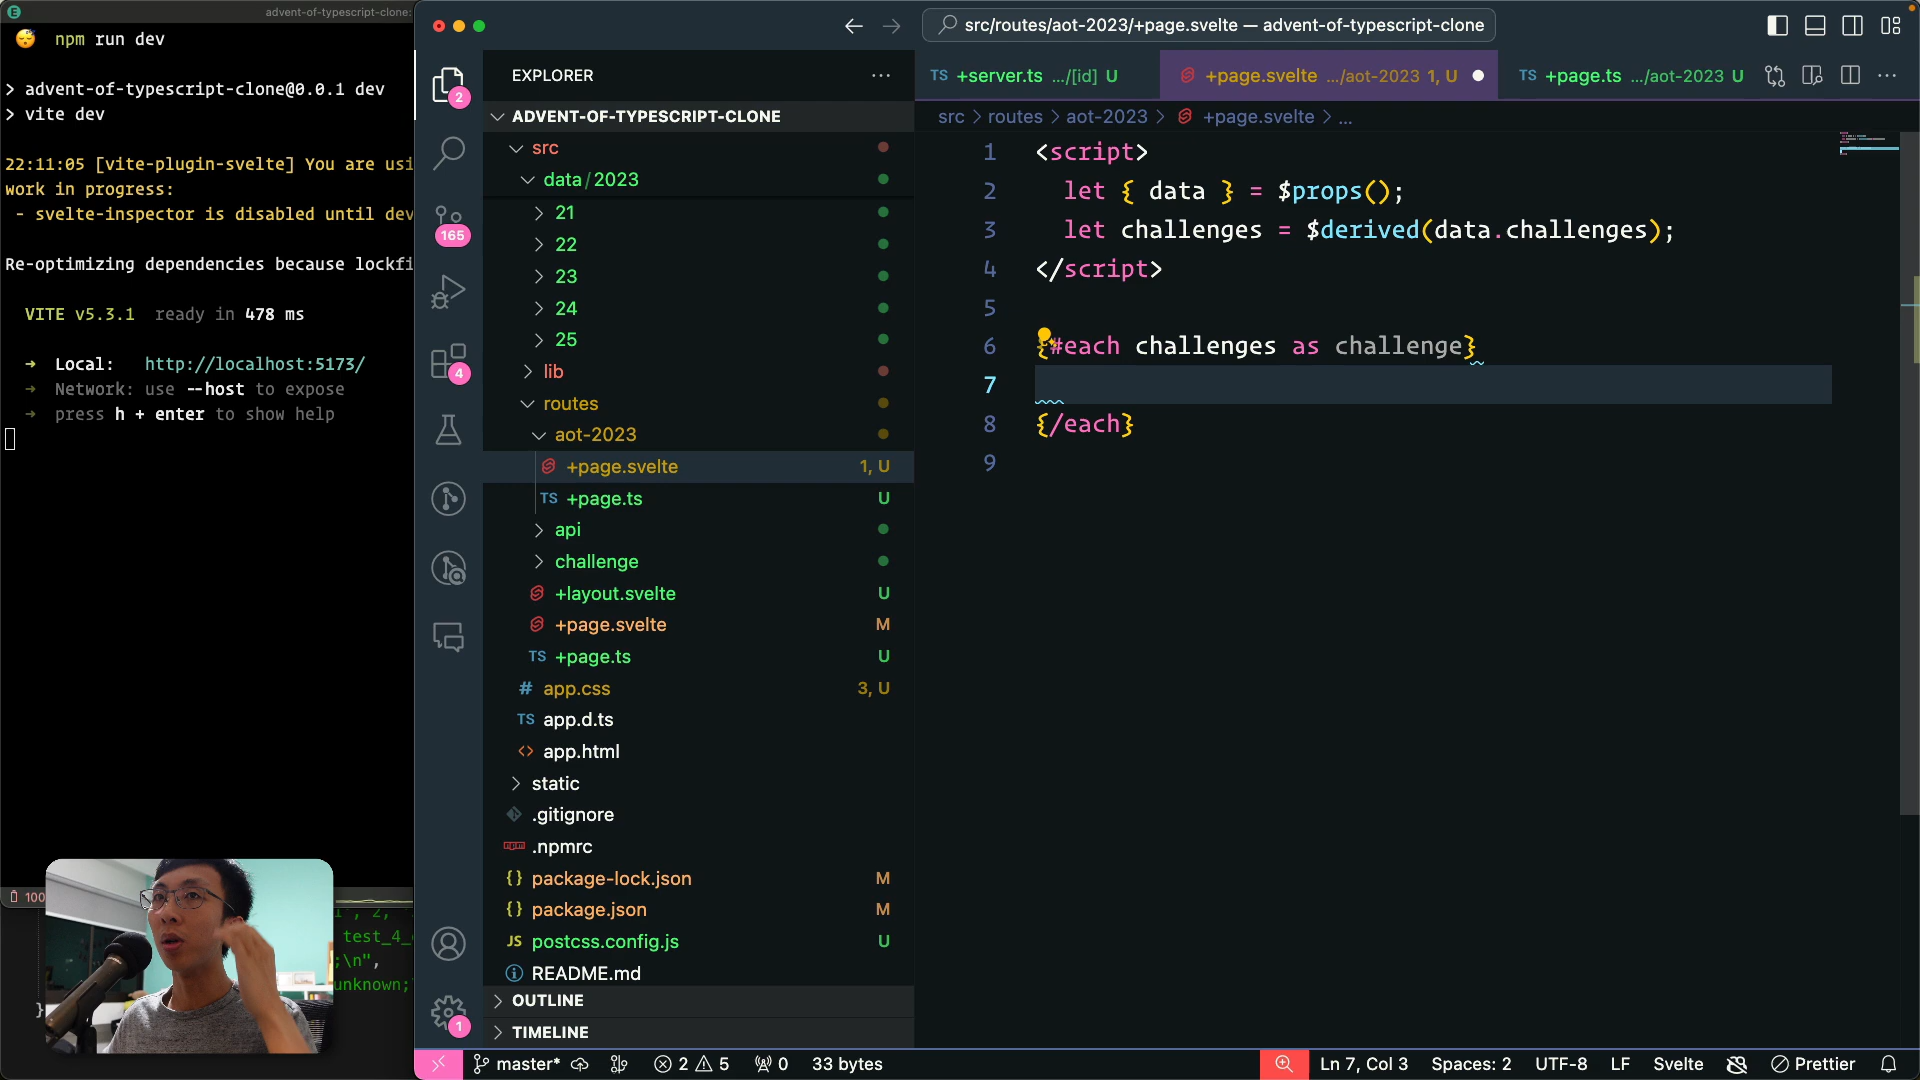 advent-of-typescript-clone:
npm run dev
> advent-of-typescript-clone@0.0.1 dev
> vite dev
22:11:05 [vite-plugin-svelte] You are usi
work in progress:
- svelte-inspector is disabled until dev
Re-optimizing dependencies because lockfi
VITE v5.3.1 ready in 478 ms
➜ Local: http://localhost:5173/
➜ Network: use --host to expose
➜ press h + enter to show help
100
test_4_
;\n",
unknown;
}
src/routes/aot-2023/+page.svelte — advent-of-typescript-clone
2
165
4
1
EXPLORER
ADVENT-OF-TYPESCRIPT-CLONE
src
data/2023
21
22
23
24
25
lib
routes
aot-2023
+page.svelte 1, U
TS +page.ts U
api
challenge
+layout.svelte U
+page.svelte M
TS +page.ts U
# app.css 3, U
TS app.d.ts
<> app.html
static
.gitignore
npm .npmrc
{} package-lock.json M
{} package.json M
JS postcss.config.js U
README.md
OUTLINE
TIMELINE
TS +server.ts .../[id] U
+page.svelte .../aot-2023 1, U
TS +page.ts .../aot-2023 U
src > routes > aot-2023 > +page.svelte > ...
1 <script>
2 let { data } = $props();
3 let challenges = $derived(data.challenges);
4 </script>
5
6 {#each challenges as challenge}
7
8 {/each}
9
master* 2 5 0 33 bytes
Ln 7, Col 3 Spaces: 2 UTF-8 LF Svelte Prettier